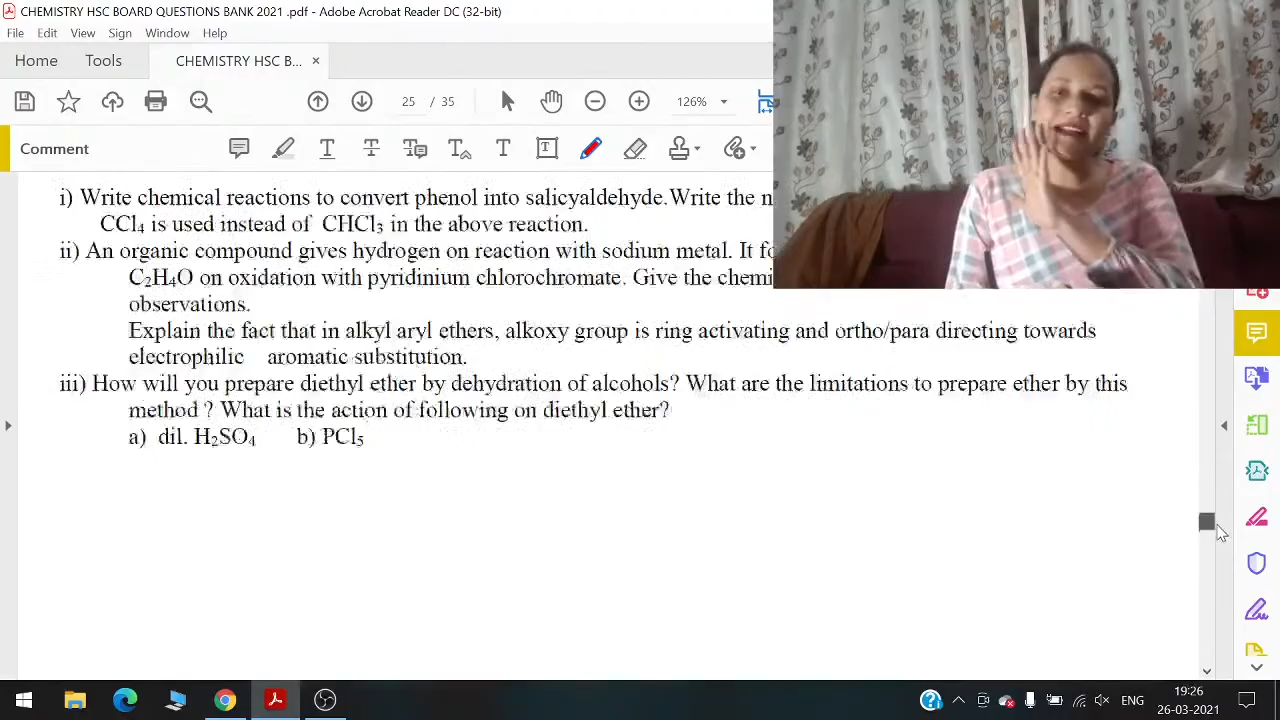 CHEMISTRY HSC BOARD QUESTIONS BANK 2021 .pdf - Adobe Acrobat Reader DC (32-bit)
File Edit View Sign Window Help
Home Tools CHEMISTRY HSC B... ×
25 / 35 126%
Comment
i) Write chemical reactions to convert phenol into salicyaldehyde.Write the
CCl₄ is used instead of CHCl₃ in the above reaction.
ii) An organic compound gives hydrogen on reaction with sodium metal. It
C₂H₄O on oxidation with pyridinium chlorochromate. Give the
observations.
Explain the fact that in alkyl aryl ethers, alkoxy group is ring activating and ortho/para directing towards
electrophilic aromatic substitution.
iii) How will you prepare diethyl ether by dehydration of alcohols? What are the limitations to prepare ether by this
method ? What is the action of following on diethyl ether?
a) dil. H₂SO₄ b) PCl₅
ENG
19:26
26-03-2021